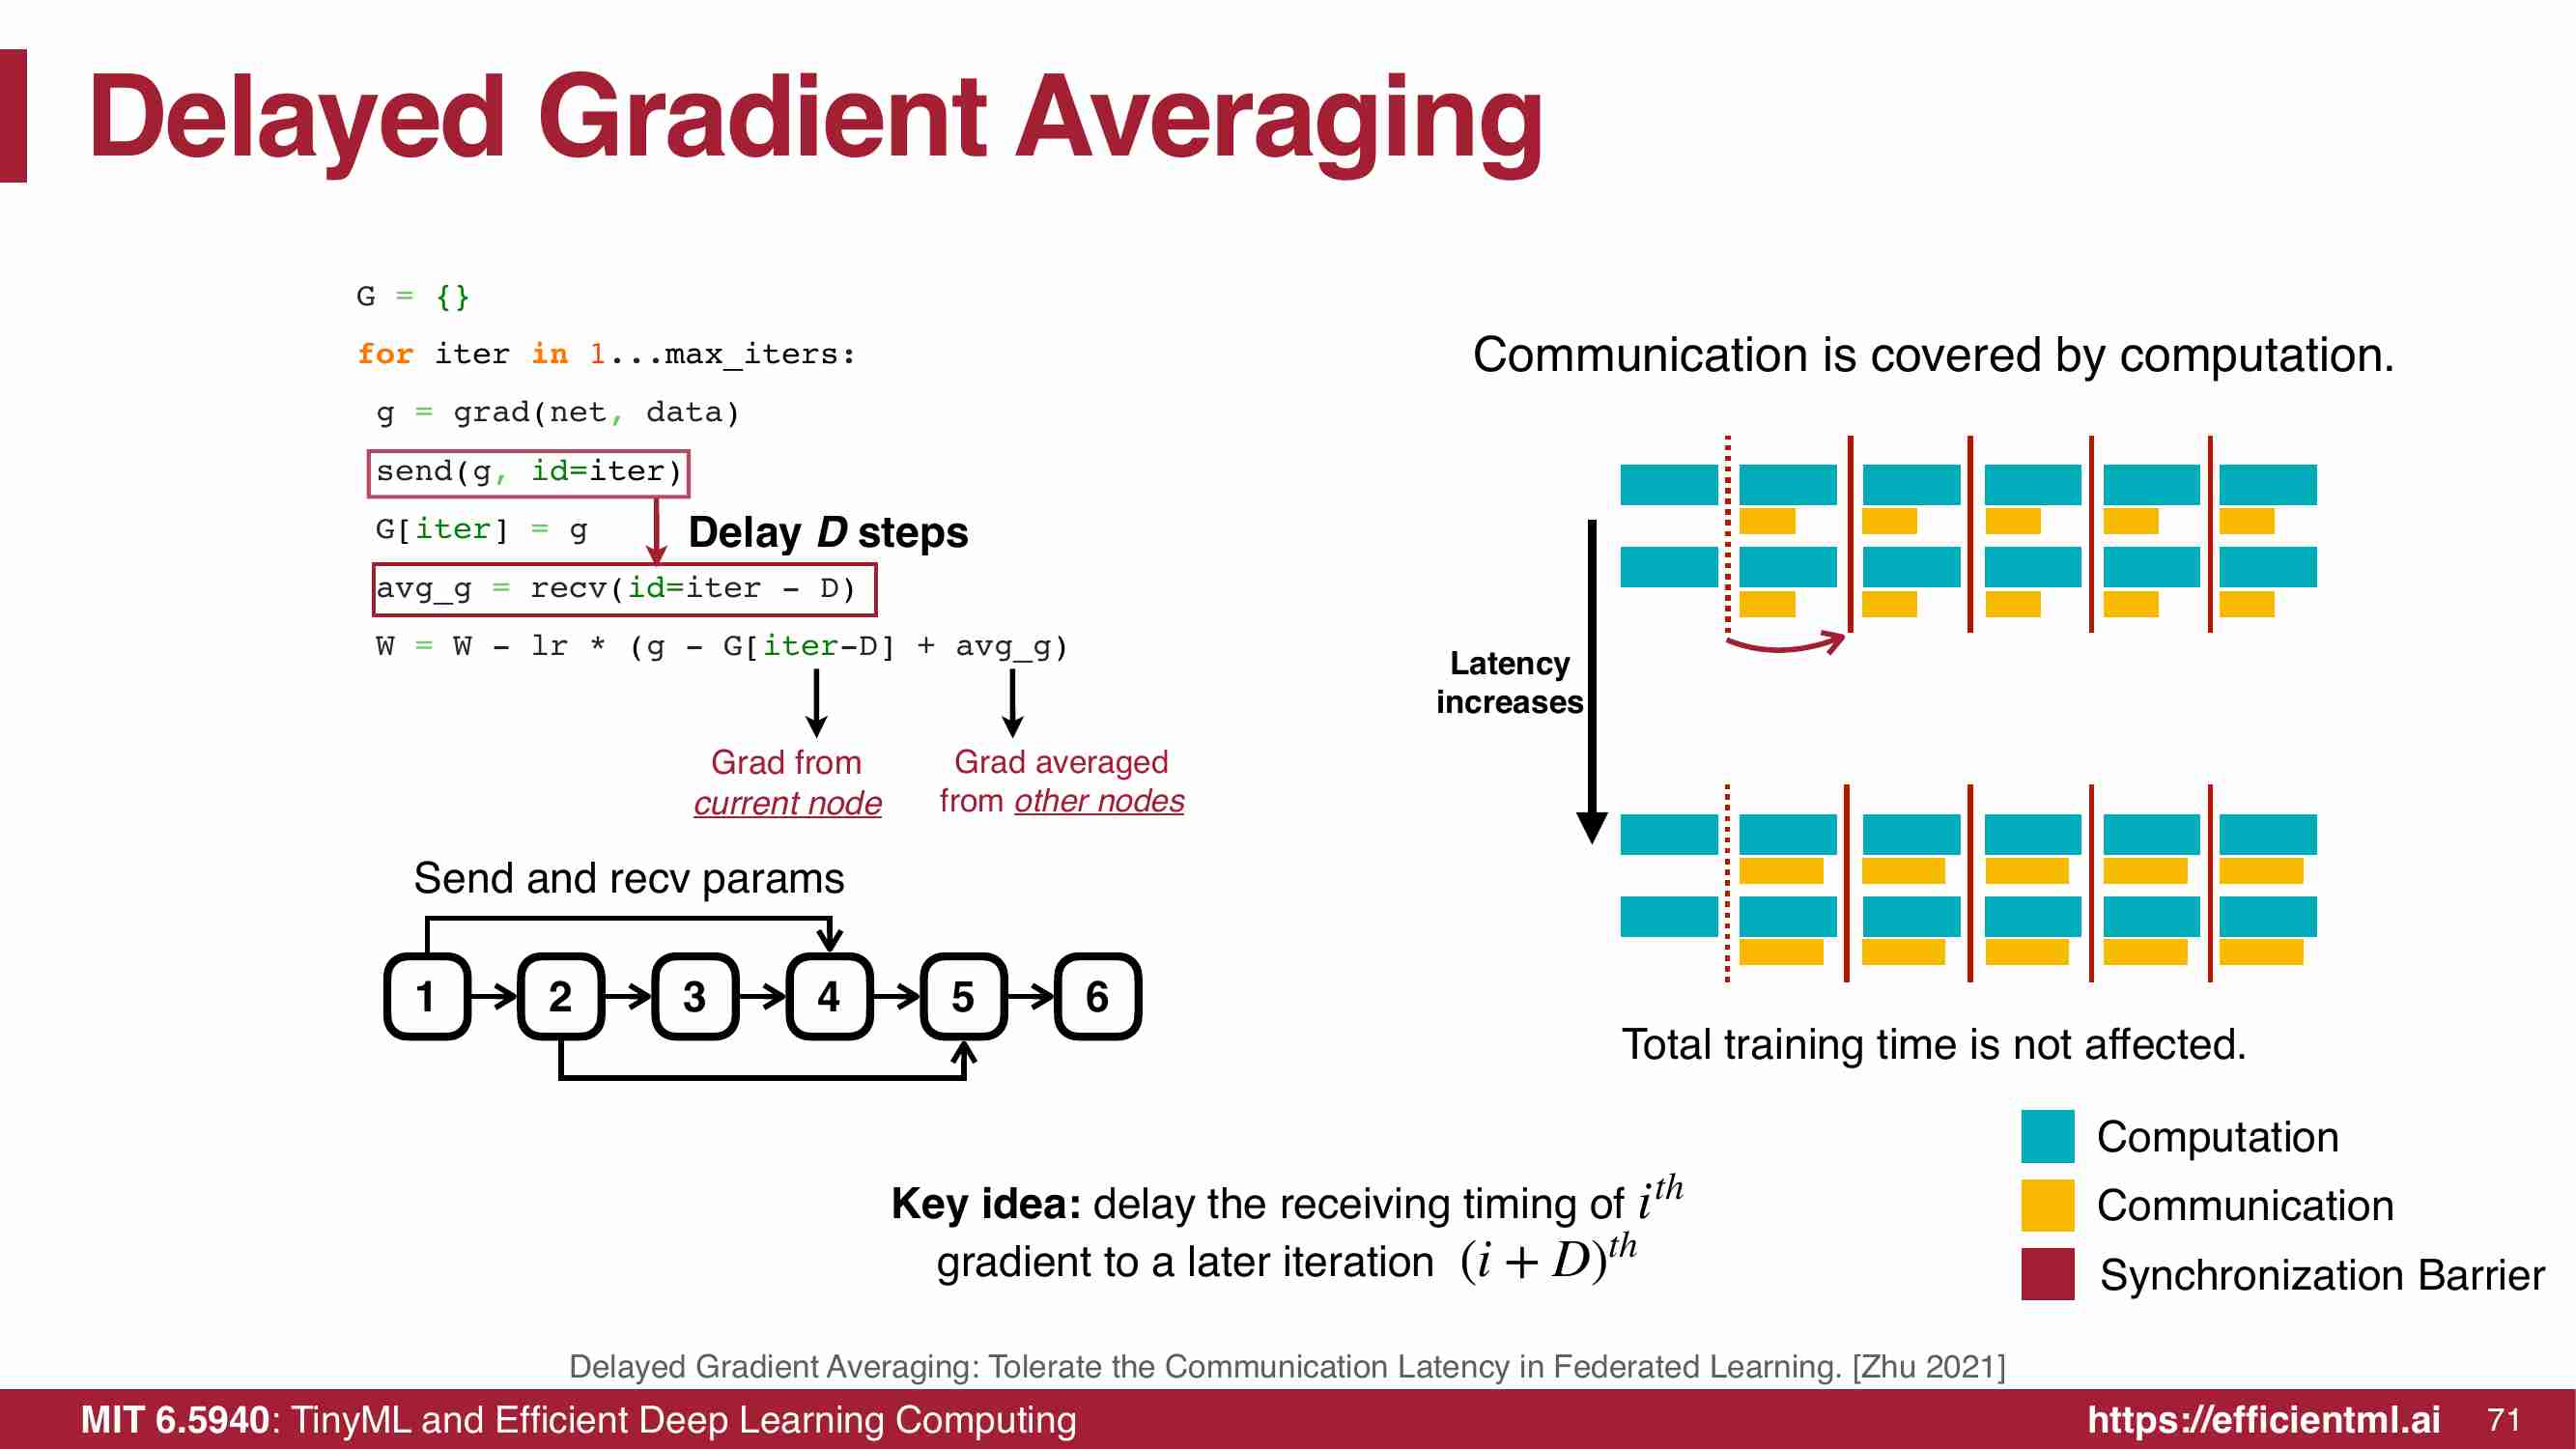 Delayed Gradient Averaging
G = {}
for iter in 1...max_iters:
g = grad(net, data)
send(g, id=iter)
G[iter] = g
Delay D steps
avg_g = recv(id=iter - D)
W = W - lr * (g - G[iter-D] + avg_g)
Grad from
current node
Grad averaged
from other nodes
Send and recv params
1
2
3
4
5
6
Communication is covered by computation.
Latency
increases
Total training time is not affected.
Computation
Communication
Synchronization Barrier
Key idea: delay the receiving timing of i^th
gradient to a later iteration (i + D)^th
Delayed Gradient Averaging: Tolerate the Communication Latency in Federated Learning. [Zhu 2021]
MIT 6.5940: TinyML and Efficient Deep Learning Computing
https://efficientml.ai
71